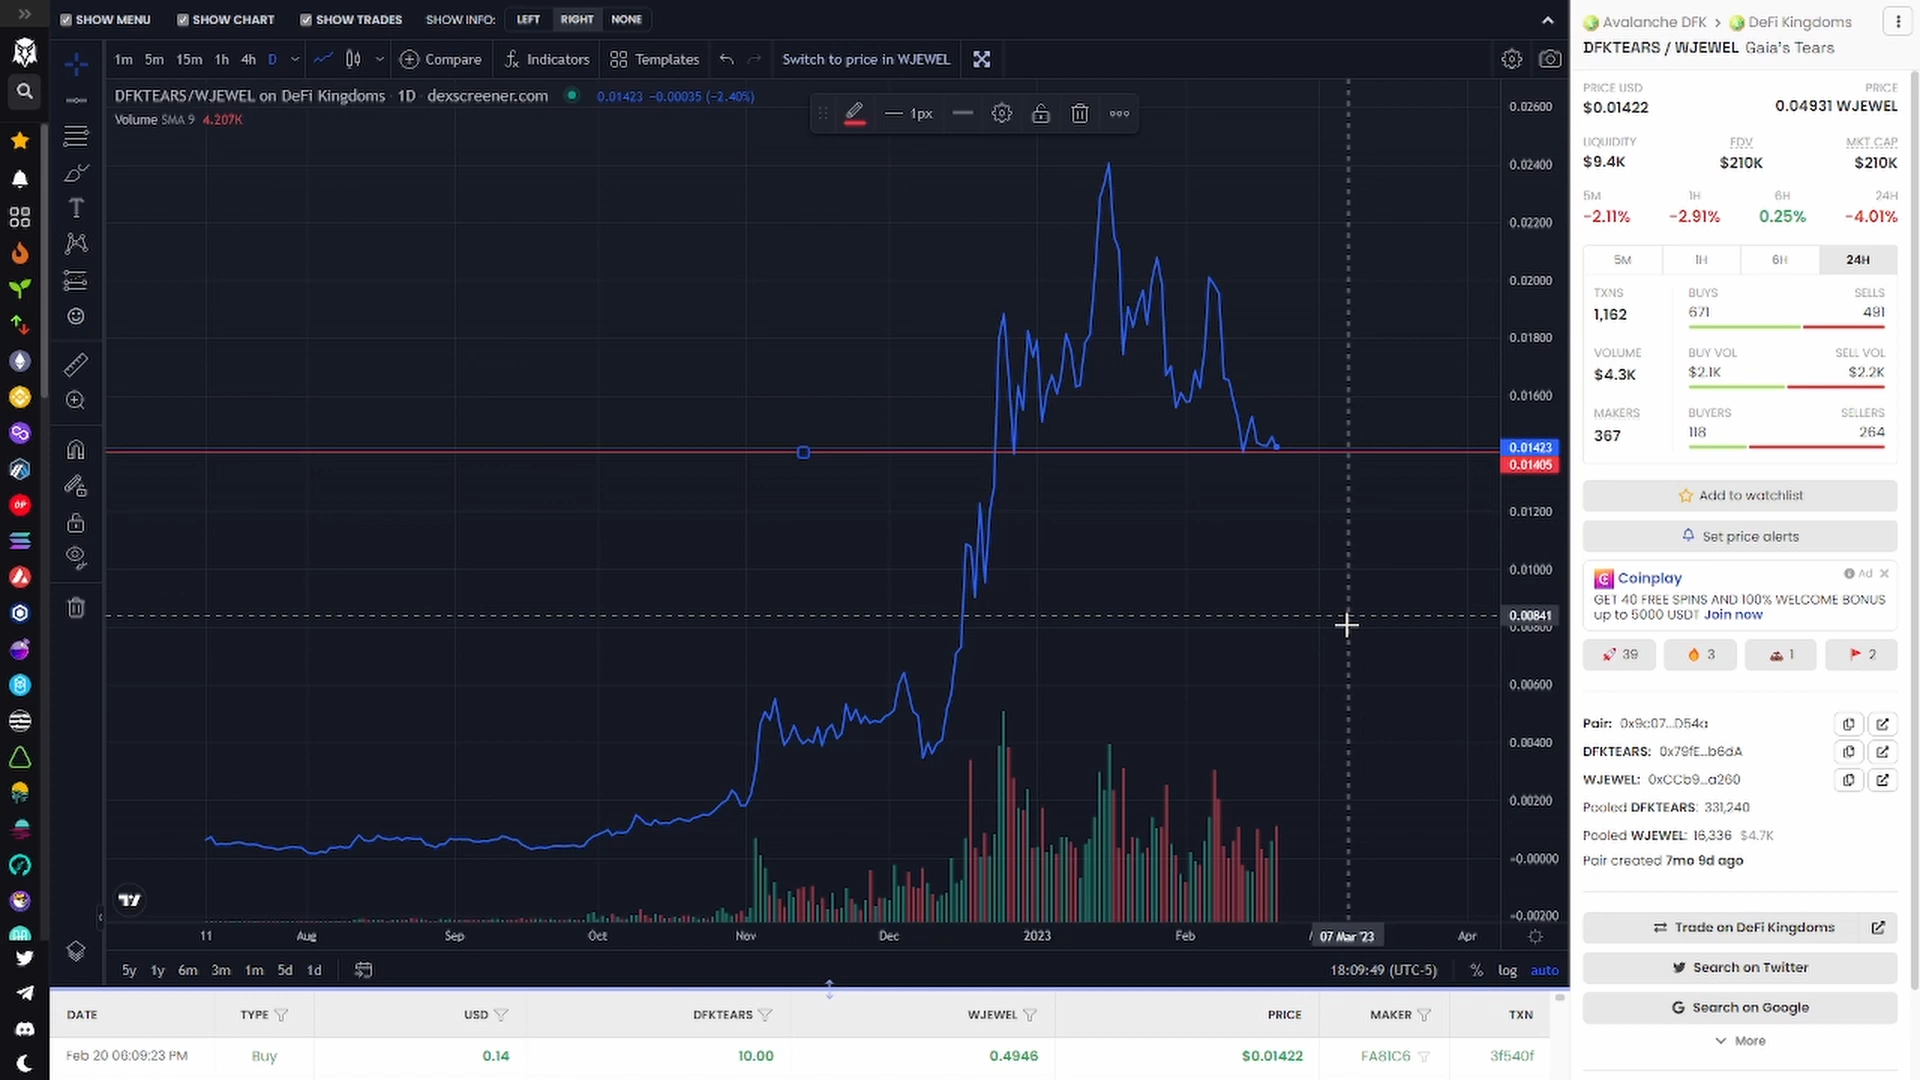 SHOW MENU SHOW CHART SHOW TRADES SHOW INFO: LEFT RIGHT NONE
1m 5m 15m 1h 4h D Compare Indicators Templates Switch to price in WJEWEL
DFKTEARS/WJEWEL on DeFi Kingdoms · 1D · dexscreener.com 0.01423 −0.00035 (−2.40%)
Volume SMA 9 4.207K
1px
0.02600
0.02400
0.02200
0.02000
0.01800
0.01600
0.01423
0.01405
0.01200
0.01000
0.00841
0.00800
0.00600
0.00400
0.00200
−0.00000
−0.00200
11 Aug Sep Oct Nov Dec 2023 Feb 07 Mar '23 Apr
5y 1y 6m 3m 1m 5d 1d 18:09:49 (UTC-5) % log auto
DATE TYPE USD DFKTEARS WJEWEL PRICE MAKER TXN
Feb 20 06:09:23 PM Buy 0.14 10.00 0.4946 $0.01422 FA81C6 3f540f
Avalanche DFK > DeFi Kingdoms
DFKTEARS / WJEWEL Gaia's Tears
PRICE USD PRICE
$0.01422 0.04931 WJEWEL
LIQUIDITY FDV MKT CAP
$9.4K $210K $210K
5M 1H 6H 24H
-2.11% -2.91% 0.25% -4.01%
5M 1H 6H 24H
TXNS BUYS SELLS
1,162 671 491
VOLUME BUY VOL SELL VOL
$4.3K $2.1K $2.2K
MAKERS BUYERS SELLERS
367 118 264
Add to watchlist
Set price alerts
Coinplay Ad
GET 40 FREE SPINS AND 100% WELCOME BONUS
up to 5000 USDT Join now
39 3 1 2
Pair: 0x9c07...D54a
DFKTEARS: 0x79fE...b6dA
WJEWEL: 0xCCb9...a260
Pooled DFKTEARS: 331,240
Pooled WJEWEL: 16,336 $4.7K
Pair created 7mo 9d ago
Trade on DeFi Kingdoms
Search on Twitter
Search on Google
More